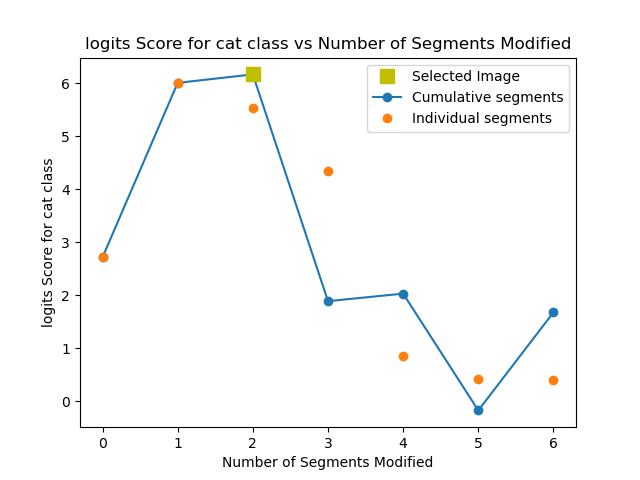 logits Score for cat class vs Number of Segments Modified
Selected Image
Cumulative segments
Individual segments
logits Score for cat class
6
5
4
3
2
1
0
0 1 2 3 4 5 6
Number of Segments Modified